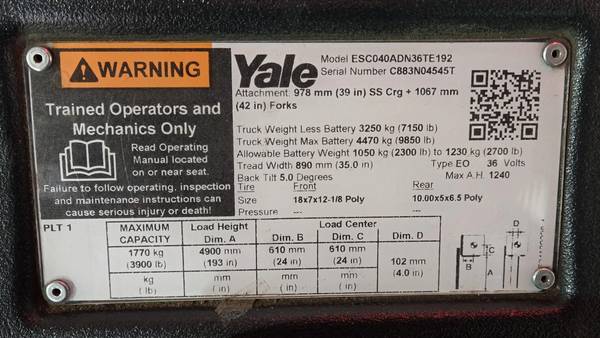 WARNING
Trained Operators and
Mechanics Only
Read Operating
Manual located
on or near seat.
Failure to follow operating, inspection
and maintenance instructions can
cause serious injury or death!
Yale
Model ESC040ADN36TE192
Serial Number C883N04545T
Attachment: 978 mm (39 in) SS Crg + 1067 mm
(42 in) Forks
Truck Weight Less Battery 3250 kg (7150 lb)
Truck Weight Max Battery 4470 kg (9850 lb)
Allowable Battery Weight 1050 kg (2300 lb) to 1230 kg (2700 lb)
Tread Width 890 mm (35.0 in) Type EO 36 Volts
Back Tilt 5.0 Degrees Max A.H. 1240
Tire Front Rear
Size 18x7x12-1/8 Poly 10.00x5x6.5 Poly
Pressure --- ---
PLT 1
MAXIMUM CAPACITY Load Height Dim. A Load Center Dim. B Dim. C Dim. D
1770 kg 4900 mm 610 mm 610 mm 102 mm
(3900 lb) (193 in) (24 in) (24 in) (4.0 in)
kg mm mm mm
( lb) ( in) ( in) ( in)
D
C
B
A